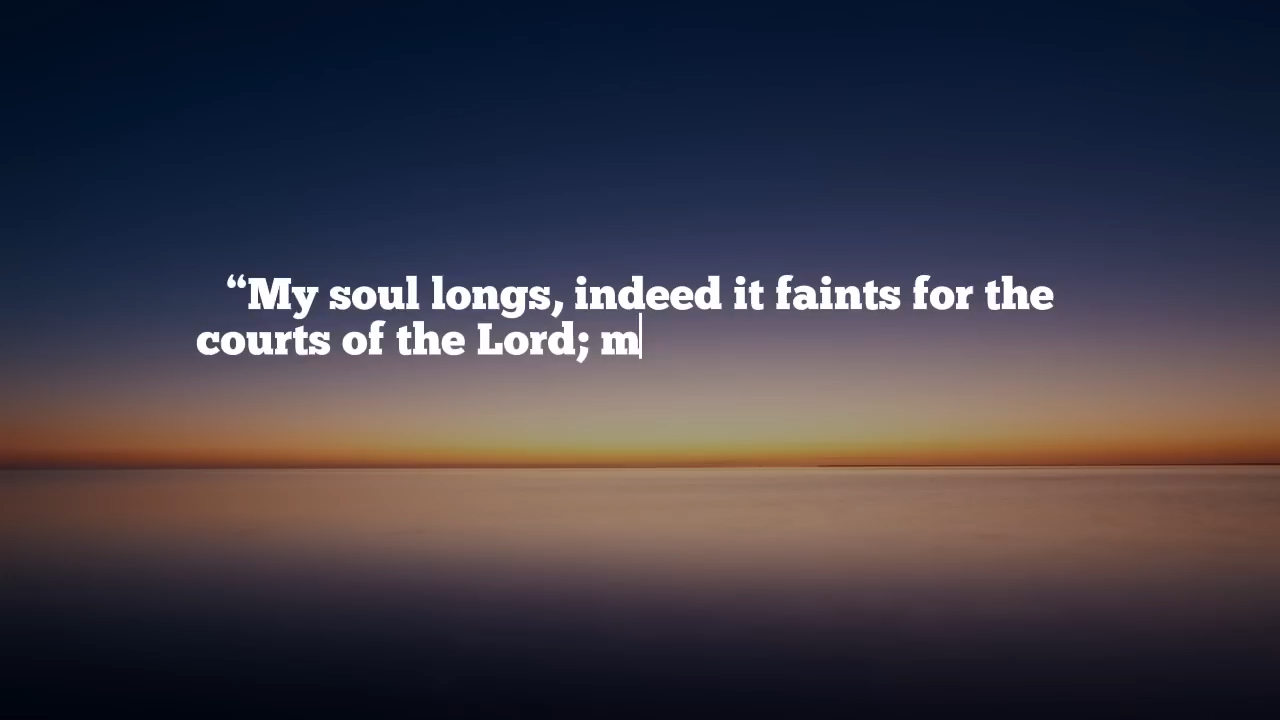 “My soul longs, indeed it faints for the
courts of the Lord; m